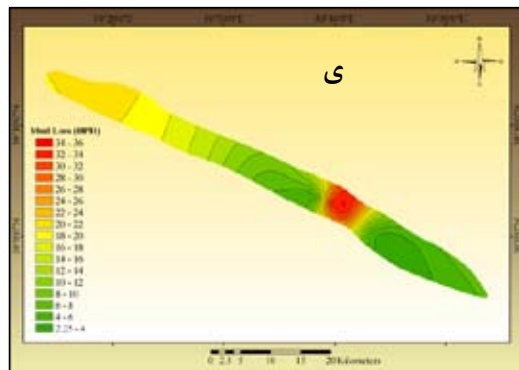 ی
Mud Loss (BPH)
34 - 36
32 - 34
30 - 32
28 - 30
26 - 28
24 - 26
22 - 24
20 - 22
18 - 20
16 - 18
14 - 16
12 - 14
10 - 12
8 - 10
6 - 8
4 - 6
2.25 - 4
0 2.5 5 10 15 20 Kilometers